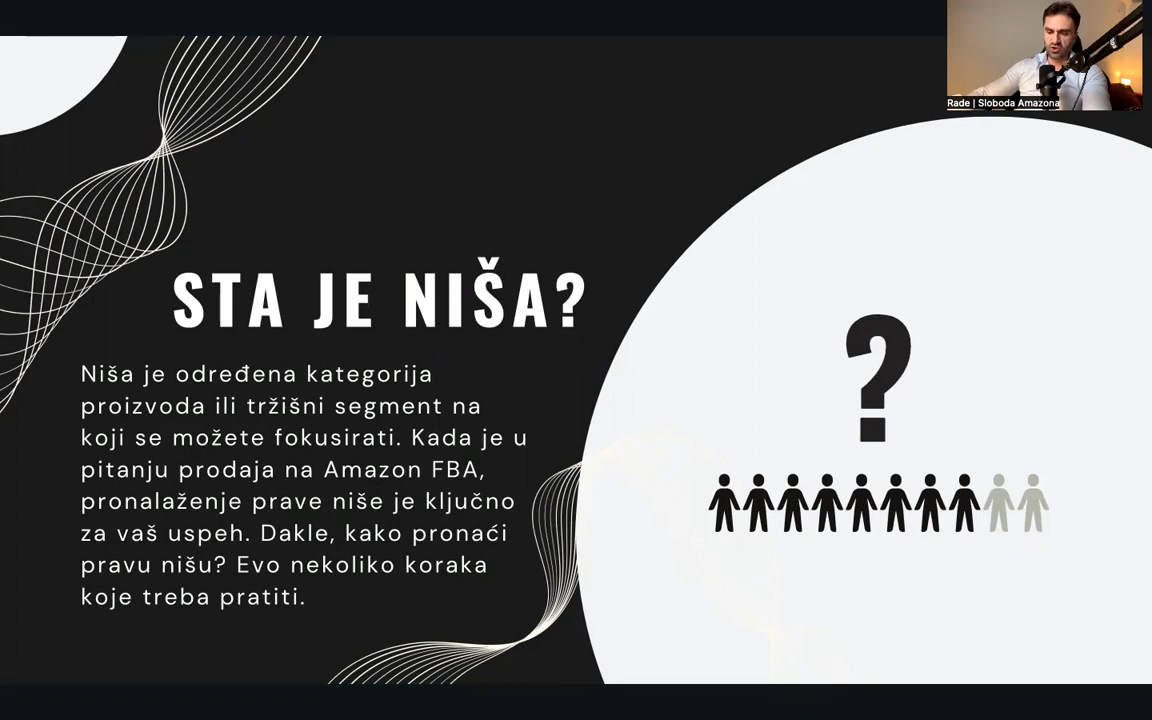 Rade | Sloboda Amazona
STA JE NIŠA?
Niša je određena kategorija
proizvoda ili tržišni segment na
koji se možete fokusirati. Kada je u
pitanju prodaja na Amazon FBA,
pronalaženje prave niše je ključno
za vaš uspeh. Dakle, kako pronaći
pravu nišu? Evo nekoliko koraka
koje treba pratiti.
?